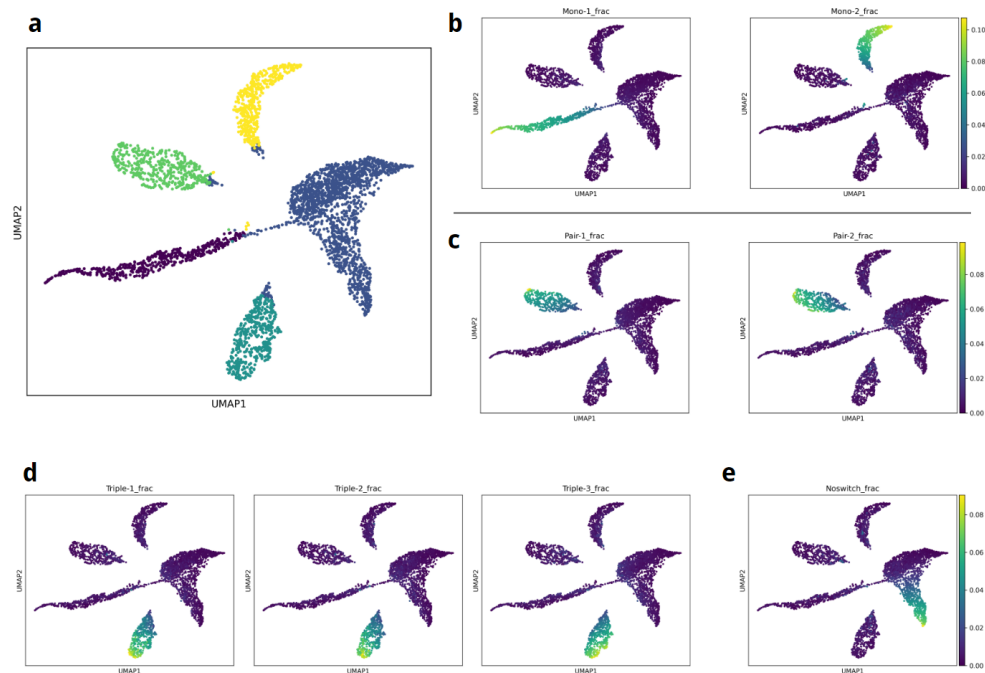 a
UMAP2
UMAP1
b
Mono-1_frac
UMAP2
UMAP1
Mono-2_frac
UMAP2
UMAP1
0.10
0.08
0.06
0.04
0.02
0.00
c
Pair-1_frac
UMAP2
UMAP1
Pair-2_frac
UMAP2
UMAP1
0.08
0.06
0.04
0.02
0.00
d
Triple-1_frac
UMAP2
UMAP1
Triple-2_frac
UMAP2
UMAP1
Triple-3_frac
UMAP2
UMAP1
e
Noswitch_frac
UMAP2
UMAP1
0.08
0.06
0.04
0.02
0.00